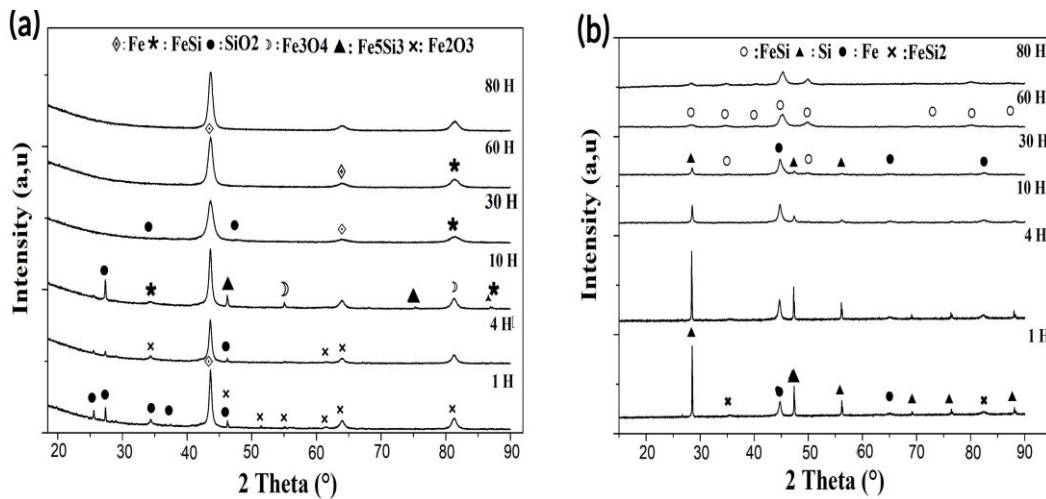 (a)
◊: Fe ★: FeSi ●: SiO2 ☽: Fe3O4 ▲: Fe5Si3 ×: Fe2O3
80 H
60 H
30 H
10 H
4 H
1 H
Intensity (a,u)
20 30 40 50 60 70 80 90
2 Theta (°)
(b)
○ :FeSi ▲ : Si ● : Fe ✖ :FeSi2
80 H
60 H
30 H
10 H
4 H
1 H
Intensity (a,u)
20 30 40 50 60 70 80 90
2 Theta (°)